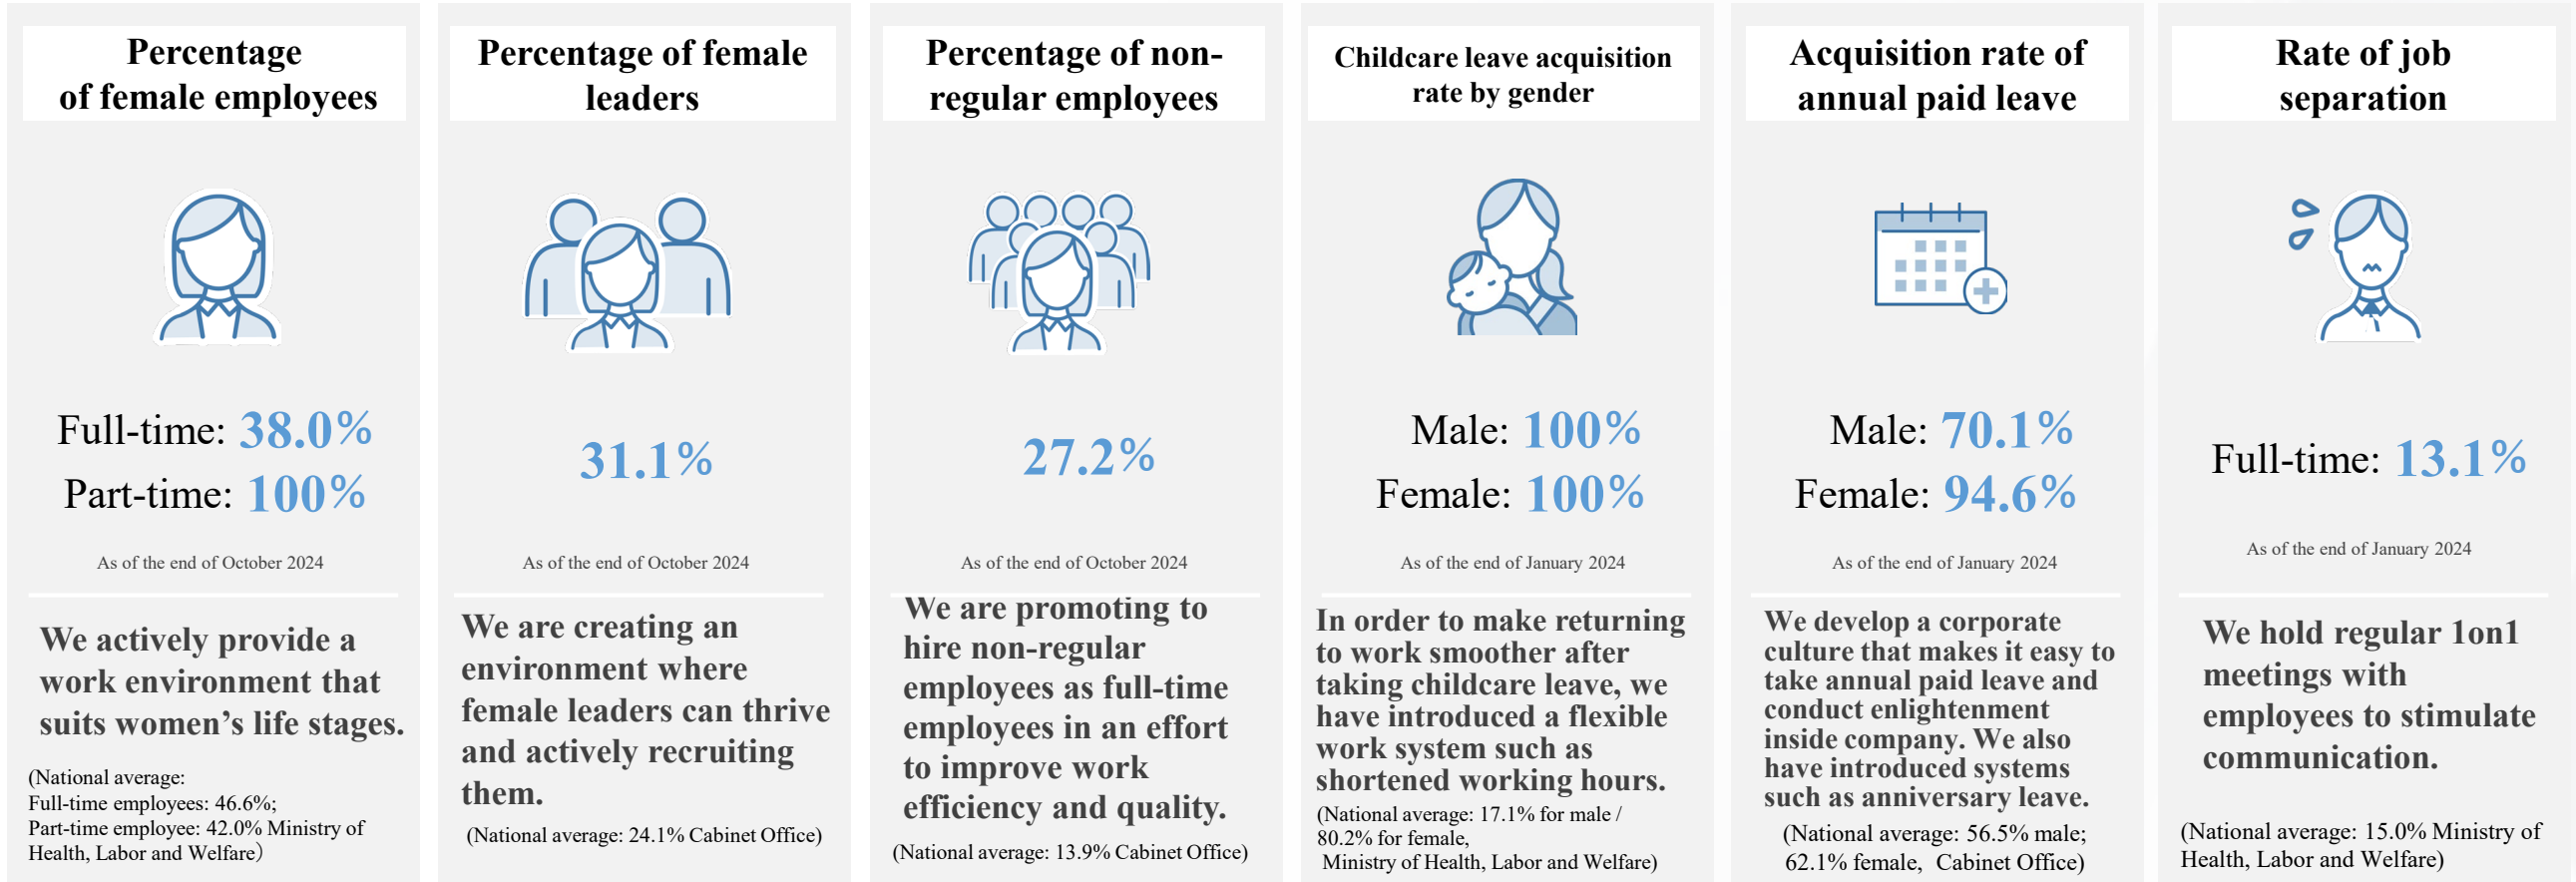 Percentage
of female employees
Full-time: 38.0%
Part-time: 100%
As of the end of October 2024
We actively provide a
work environment that
suits women’s life stages.
(National average:
Full-time employees: 46.6%;
Part-time employee: 42.0% Ministry of
Health, Labor and Welfare）
Percentage of female
leaders
31.1%
As of the end of October 2024
We are creating an
environment where
female leaders can thrive
and actively recruiting
them.
(National average: 24.1% Cabinet Office)
Percentage of non-
regular employees
27.2%
As of the end of October 2024
We are promoting to
hire non-regular
employees as full-time
employees in an effort
to improve work
efficiency and quality.
(National average: 13.9% Cabinet Office)
Childcare leave acquisition
rate by gender
Male: 100%
Female: 100%
As of the end of January 2024
In order to make returning
to work smoother after
taking childcare leave, we
have introduced a flexible
work system such as
shortened working hours.
(National average: 17.1% for male /
80.2% for female,
Ministry of Health, Labor and Welfare)
Acquisition rate of
annual paid leave
Male: 70.1%
Female: 94.6%
As of the end of January 2024
We develop a corporate
culture that makes it easy to
take annual paid leave and
conduct enlightenment
inside company. We also
have introduced systems
such as anniversary leave.
(National average: 56.5% male;
62.1% female, Cabinet Office)
Rate of job
separation
Full-time: 13.1%
As of the end of January 2024
We hold regular 1on1
meetings with
employees to stimulate
communication.
(National average: 15.0% Ministry of
Health, Labor and Welfare)